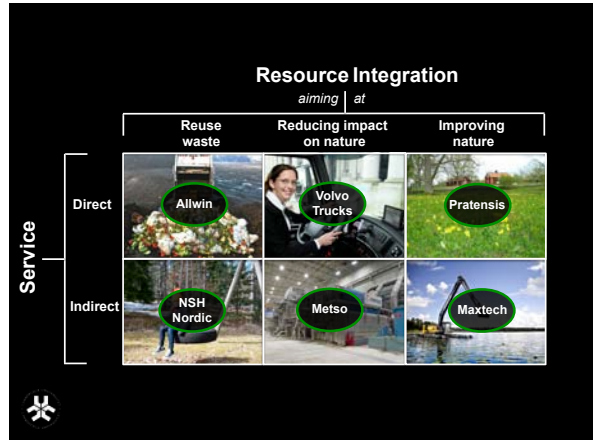 Resource Integration
aiming at
Reuse
waste
Reducing impact
on nature
Improving
nature
Service
Direct
Allwin
Volvo
Trucks
Pratensis
Indirect
NSH
Nordic
Metso
Maxtech